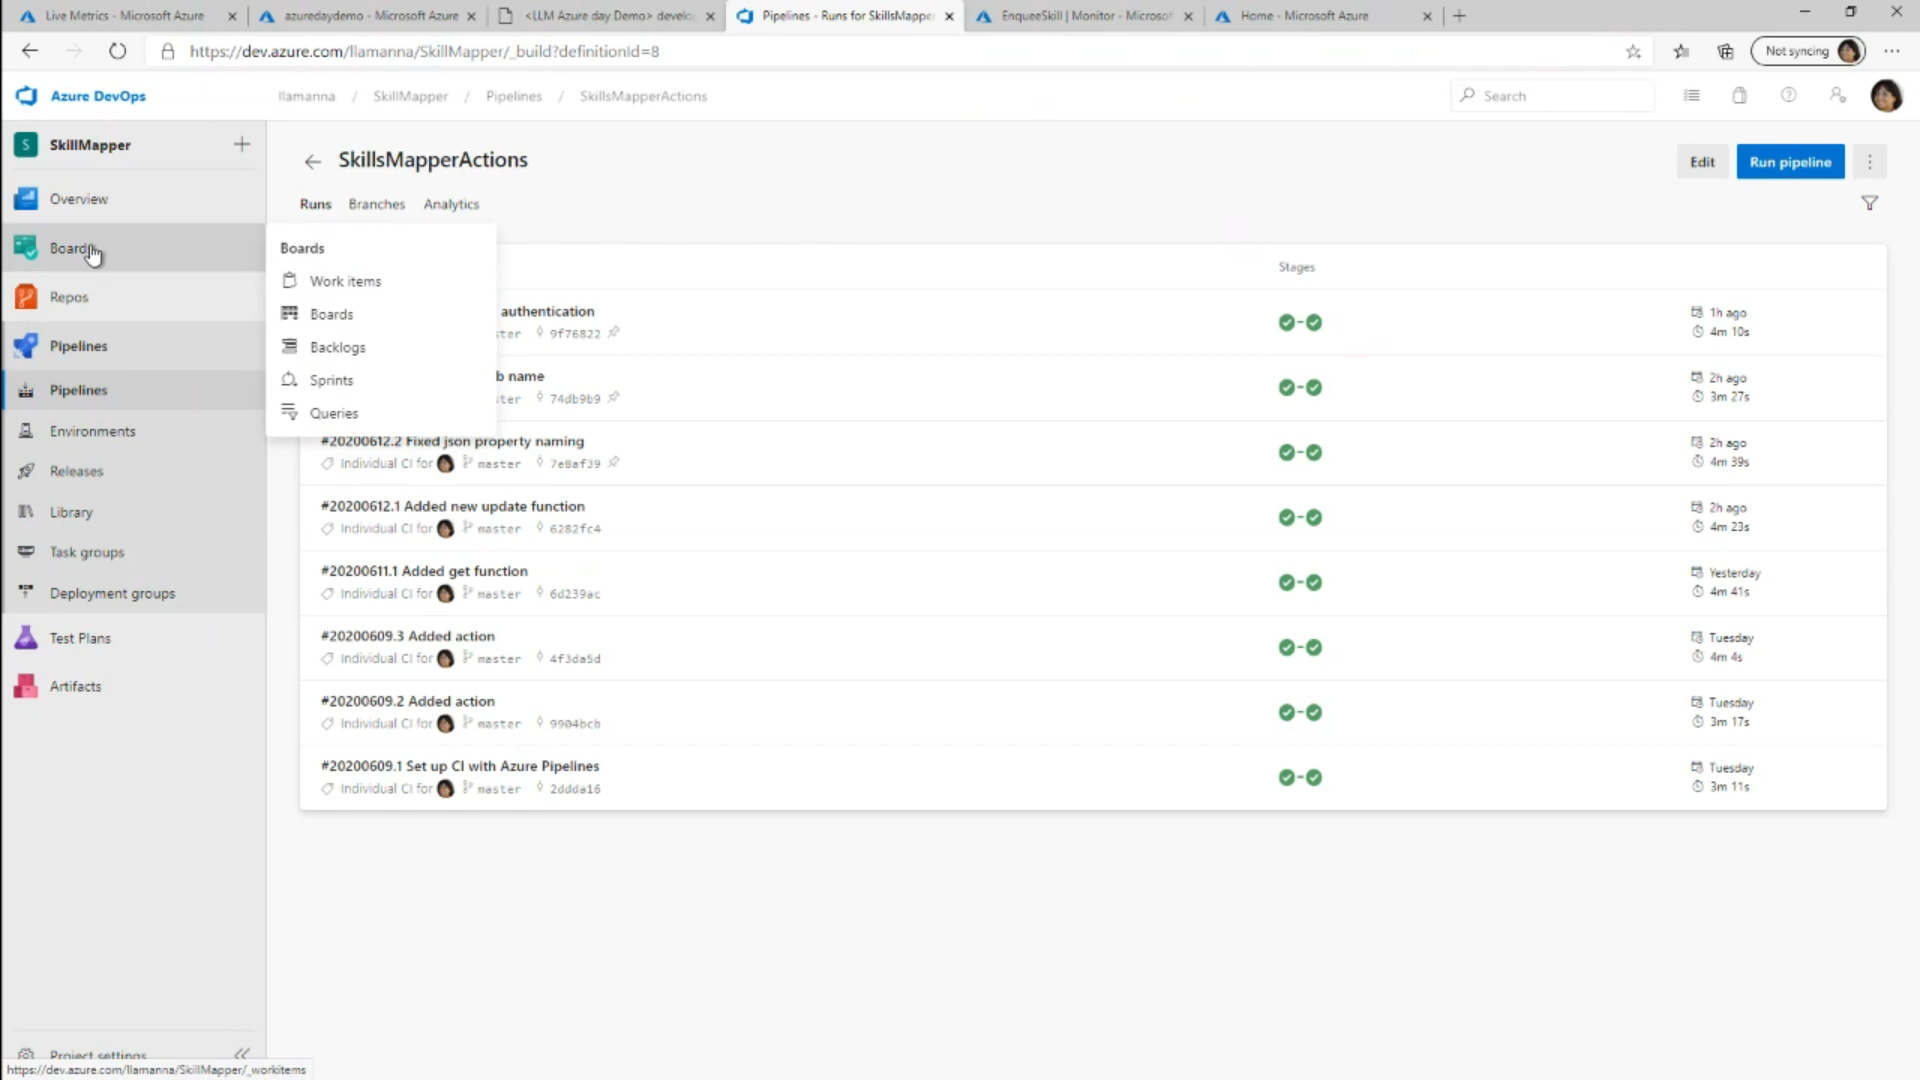 Live Metrics - Microsoft Azure
azuredaydemo - Microsoft Azure
<LLM Azure day Demo> develo
Pipelines - Runs for SkillsMapper
EnqueeSkill | Monitor - Microsof
Home - Microsoft Azure
https://dev.azure.com/llamanna/SkillMapper/_build?definitionId=8
Not syncing
Azure DevOps
llamanna / SkillMapper / Pipelines / SkillsMapperActions
Search
S SkillMapper
SkillsMapperActions
Edit
Run pipeline
Overview
Runs
Branches
Analytics
Boards
Boards
Stages
Work items
Repos
authentication
1h ago
Boards
ster 9f76822
4m 10s
Pipelines
Backlogs
b name
2h ago
Sprints
ster 74db9b9
3m 27s
Pipelines
Queries
Environments
#20200612.2 Fixed json property naming
2h ago
Individual CI for master 7e8af39
4m 39s
Releases
#20200612.1 Added new update function
2h ago
Library
Individual CI for master 6282fc4
4m 23s
Task groups
#20200611.1 Added get function
Yesterday
Deployment groups
Individual CI for master 6d239ac
4m 41s
Test Plans
#20200609.3 Added action
Tuesday
Individual CI for master 4f3da5d
4m 4s
Artifacts
#20200609.2 Added action
Tuesday
Individual CI for master 9904bcb
3m 17s
#20200609.1 Set up CI with Azure Pipelines
Tuesday
Individual CI for master 2ddda16
3m 11s
Project settings
https://dev.azure.com/llamanna/SkillMapper/_workitems